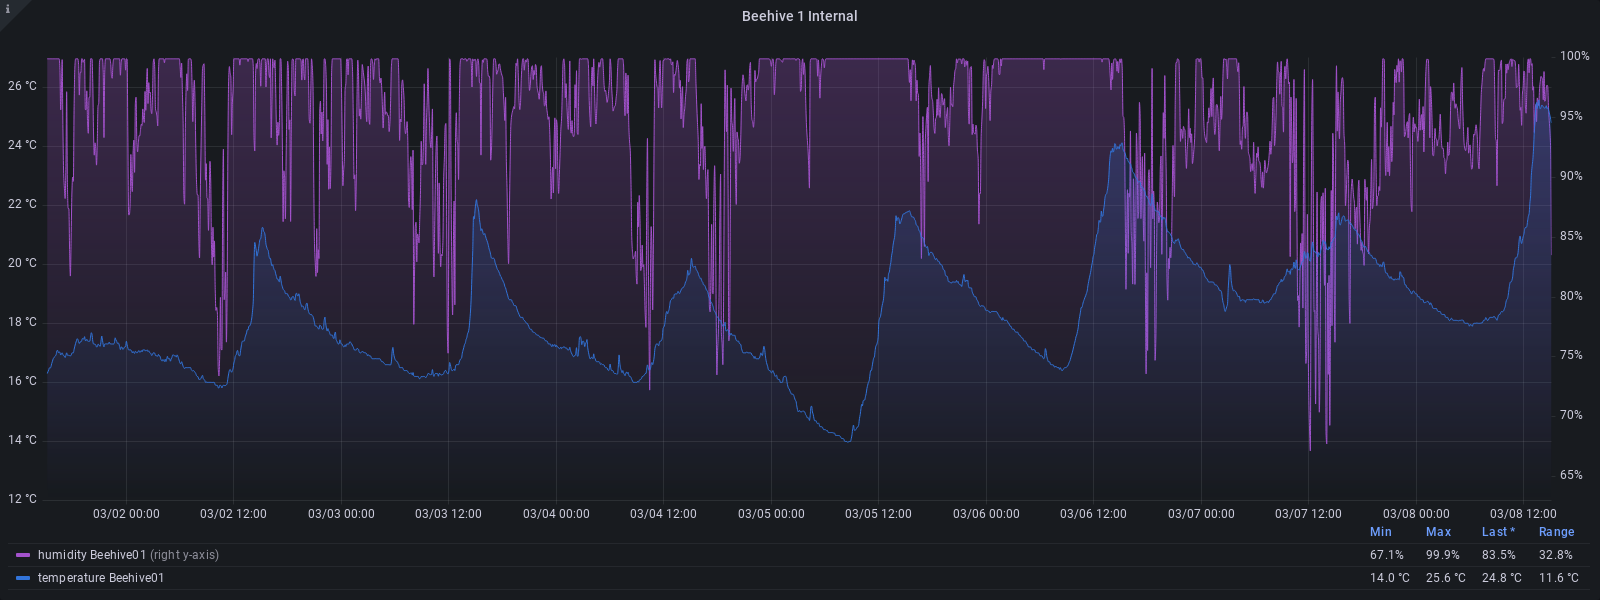 i
Beehive 1 Internal
26 °C
24 °C
22 °C
20 °C
18 °C
16 °C
14 °C
12 °C
100%
95%
90%
85%
80%
75%
70%
65%
03/02 00:00 03/02 12:00 03/03 00:00 03/03 12:00 03/04 00:00 03/04 12:00 03/05 00:00 03/05 12:00 03/06 00:00 03/06 12:00 03/07 00:00 03/07 12:00 03/08 00:00 03/08 12:00
Min Max Last * Range
humidity Beehive01 (right y-axis) 67.1% 99.9% 83.5% 32.8%
temperature Beehive01 14.0 °C 25.6 °C 24.8 °C 11.6 °C